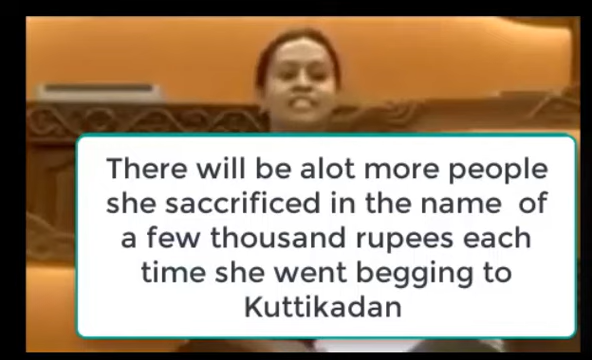 There will be alot more people
she saccrificed in the name of
a few thousand rupees each
time she went begging to
Kuttikadan